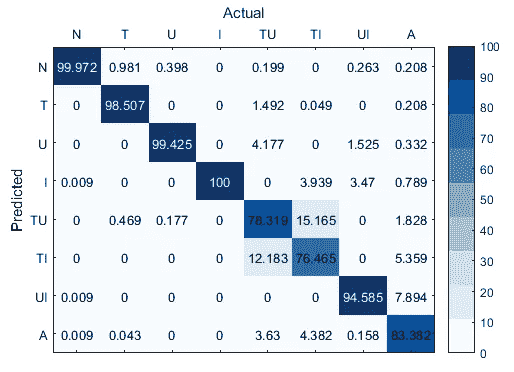 Actual
N T U I TU TI UI A
N 99.972 0.981 0.398 0 0.199 0 0.263 0.208
T 0 98.507 0 0 1.492 0.049 0 0.208
U 0 0 99.425 0 4.177 0 1.525 0.332
I 0.009 0 0 100 0 3.939 3.47 0.789
TU 0 0.469 0.177 0 78.319 15.165 0 1.828
TI 0 0 0 0 12.183 76.465 0 5.359
UI 0.009 0 0 0 0 0 94.585 7.894
A 0.009 0.043 0 0 3.63 4.382 0.158 83.382
Predicted
100
90
80
70
60
50
40
30
20
10
0